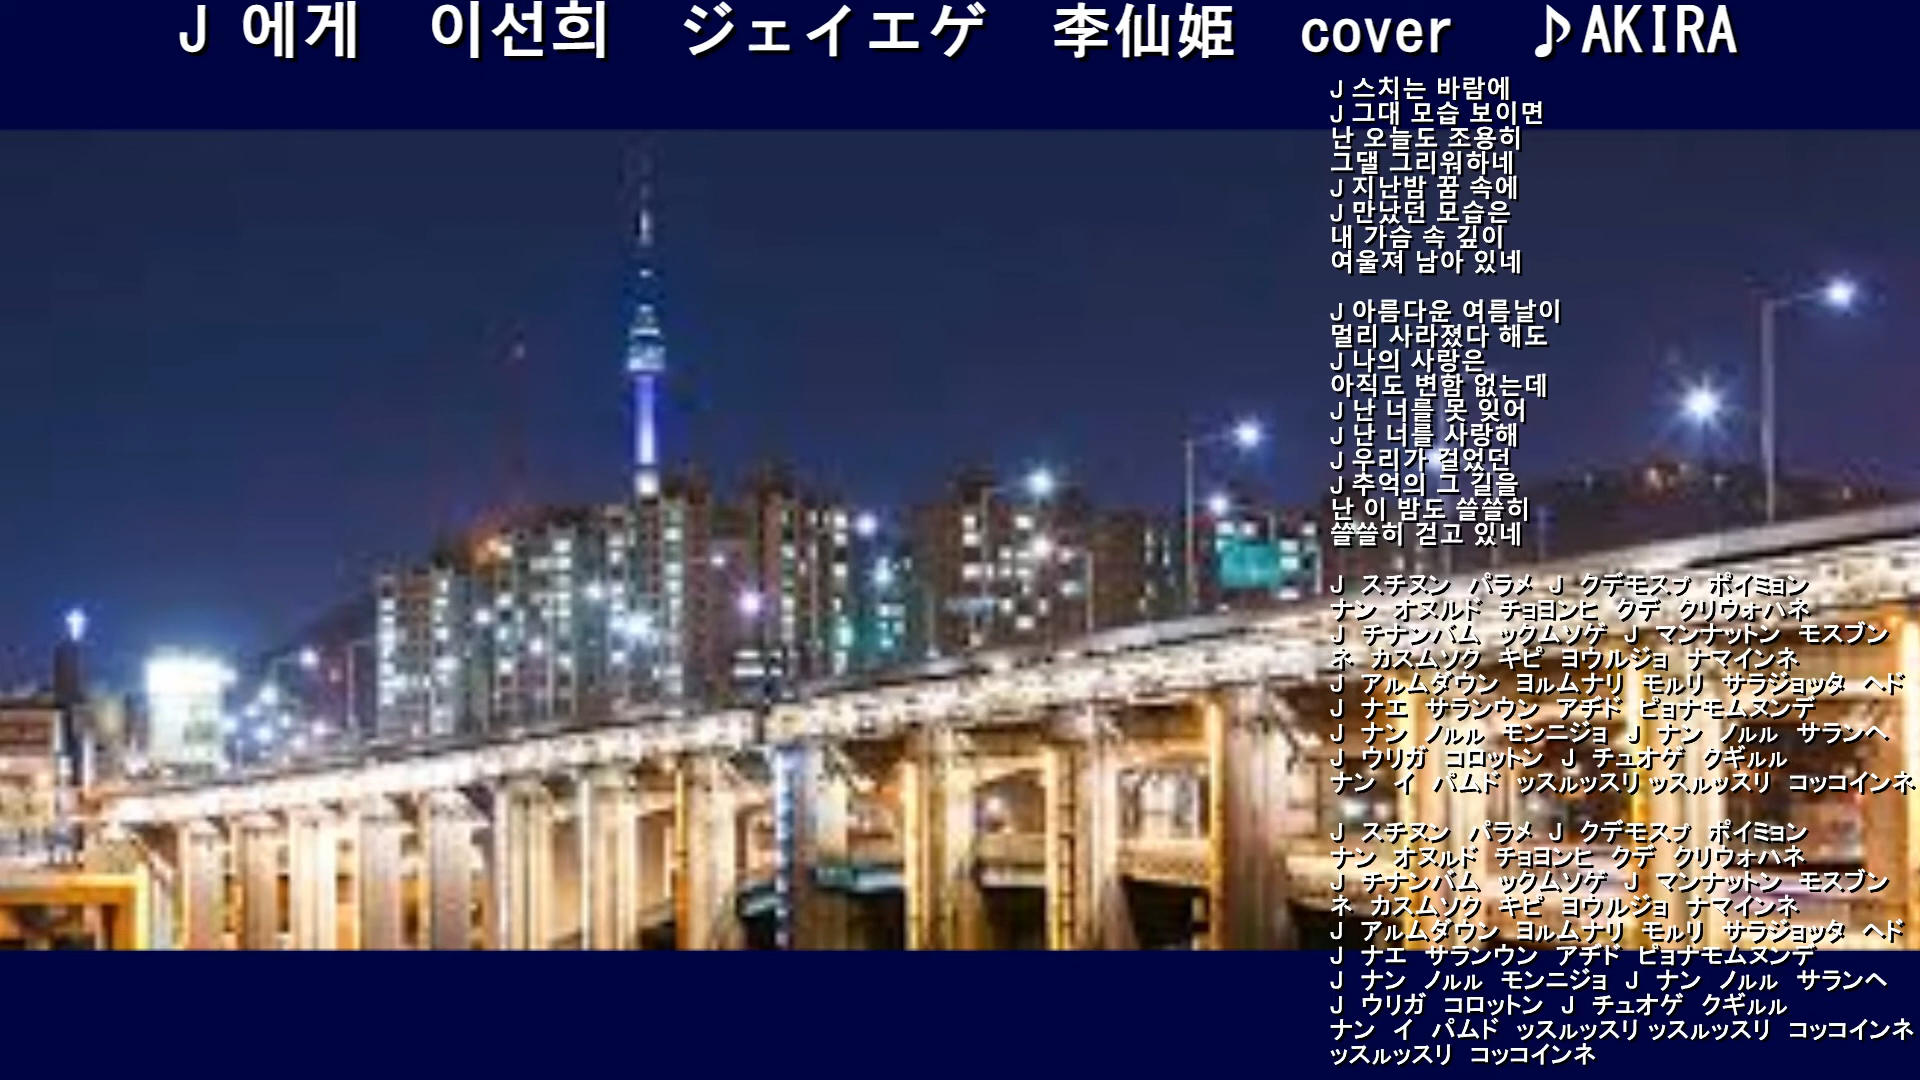 J 에게 이선희 ジェイエゲ 李仙姫 cover ♪AKIRA
J 스치는 바람에
J 그대 모습 보이면
난 오늘도 조용히
그댈 그리워하네
J 지난밤 꿈 속에
J 만났던 모습은
내 가슴 속 깊이
여울져 남아 있네
J 아름다운 여름날이
멀리 사라졌다 해도
J 나의 사랑은
아직도 변함 없는데
J 난 너를 못 잊어
J 난 너를 사랑해
J 우리가 걸었던
J 추억의 그 길을
난 이 밤도 쓸쓸히
쓸쓸히 걷고 있네
J スチヌン パラメ J クデモスㇷ゚ ポイミョン
ナン オヌルド チョヨンヒ クデ クリウォハネ
J チナンバム ックムソゲ J マンナットン モスブン
ネ カスムソク キピ ヨウルジョ ナマインネ
J アルムダウン ヨルムナリ モルリ サラジョッタ ヘド
J ナエ サランウン アヂド ピョナモムヌンデ
J ナン ノルル モンニジョ J ナン ノルル サランヘ
J ウリガ コロットン J チュオゲ クギルル
ナン イ パムド ッスルッスリ ッスルッスリ コッコインネ
J スチヌン パラメ J クデモスㇷ゚ ポイミョン
ナン オヌルド チョヨンヒ クデ クリウォハネ
J チナンバム ックムソゲ J マンナットン モスブン
ネ カスムソク キピ ヨウルジョ ナマインネ
J アルムダウン ヨルムナリ モルリ サラジョッタ ヘド
J ナエ サランウン アヂド ピョナモムヌンデ
J ナン ノルル モンニジョ J ナン ノルル サランヘ
J ウリガ コロットン J チュオゲ クギルル
ナン イ パムド ッスルッスリ ッスルッスリ コッコインネ
ッスルッスリ コッコインネ